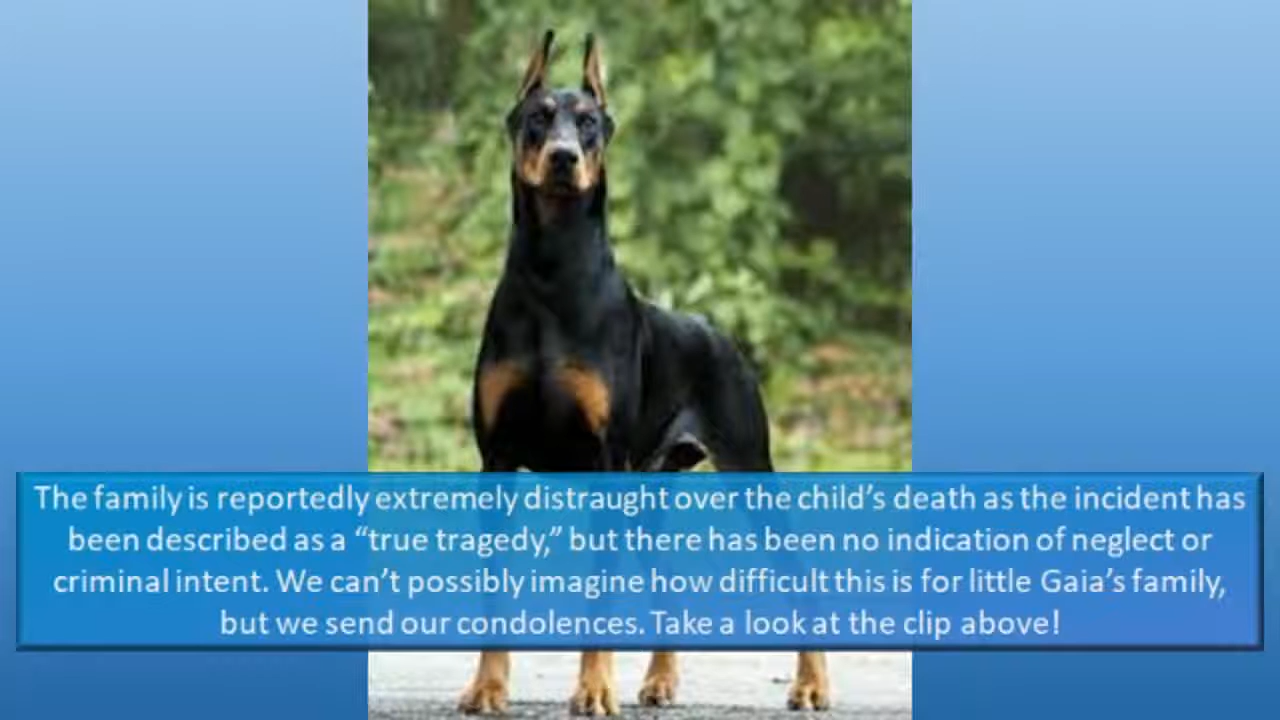 The family is reportedly extremely distraught over the child’s death as the incident has
been described as a “true tragedy,” but there has been no indication of neglect or
criminal intent. We can’t possibly imagine how difficult this is for little Gaia’s family,
but we send our condolences. Take a look at the clip above!